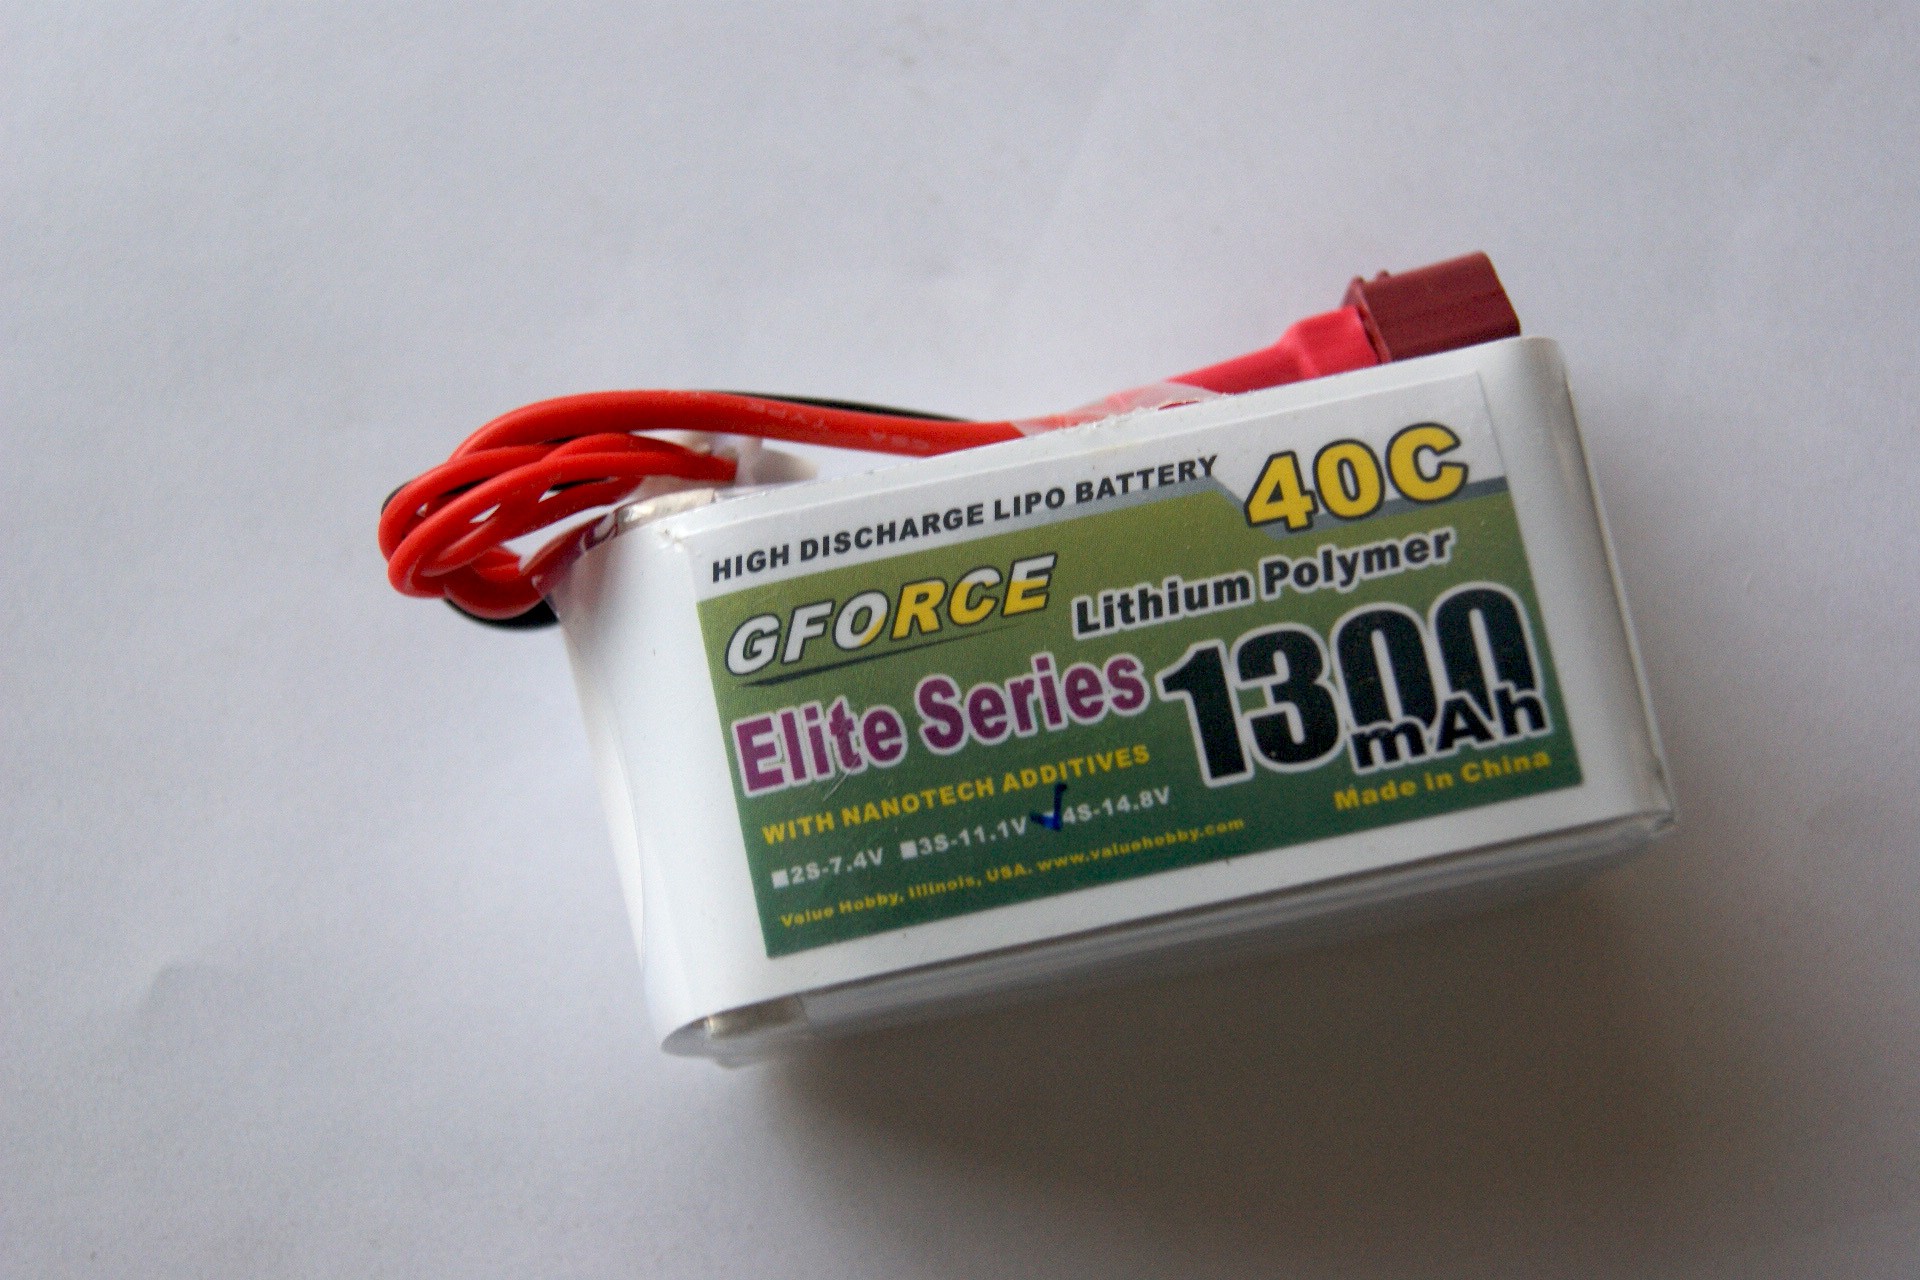 HIGH DISCHARGE LIPO BATTERY
40C
GFORCE
Lithium Polymer
Elite Series
1300
mAh
WITH NANOTECH ADDITIVES
Made in China
2S-7.4V 3S-11.1V 4S-14.8V
Value Hobby, Illinois, USA. www.valuehobby.com